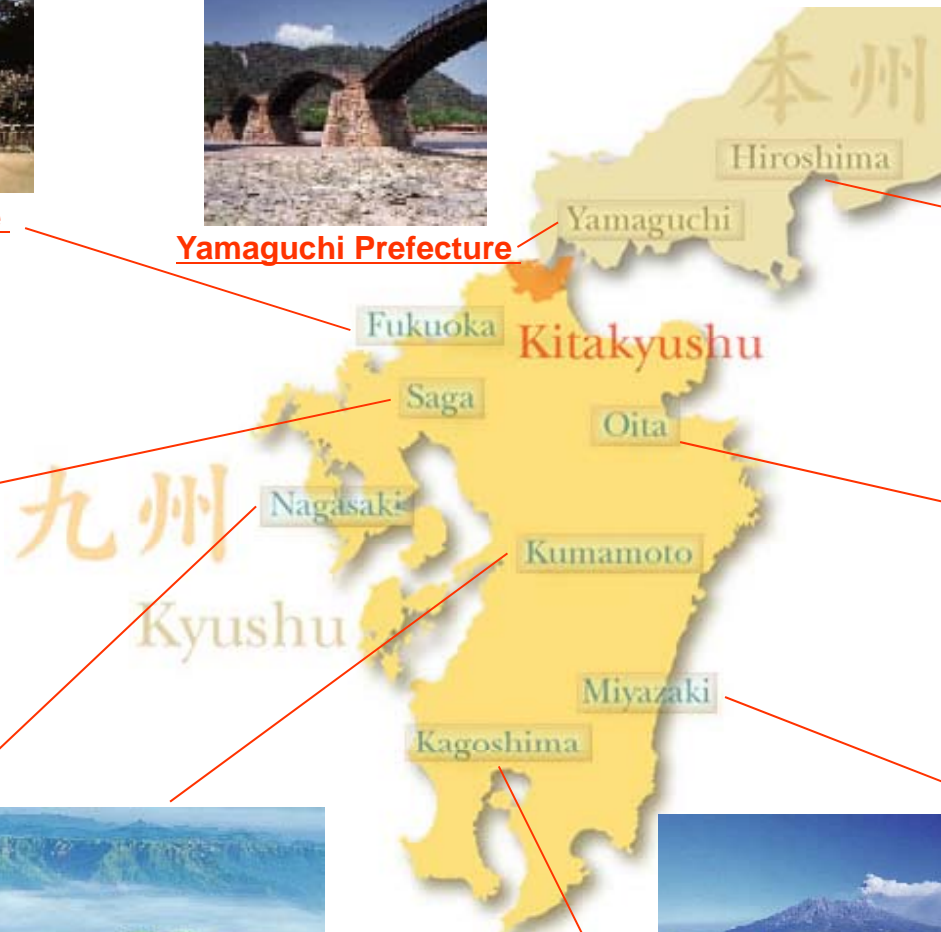 本州
Hiroshima
Yamaguchi
Yamaguchi Prefecture
Fukuoka
Kitakyushu
Saga
Oita
九州
Nagasaki
Kumamoto
Kyushu
Miyazaki
Kagoshima